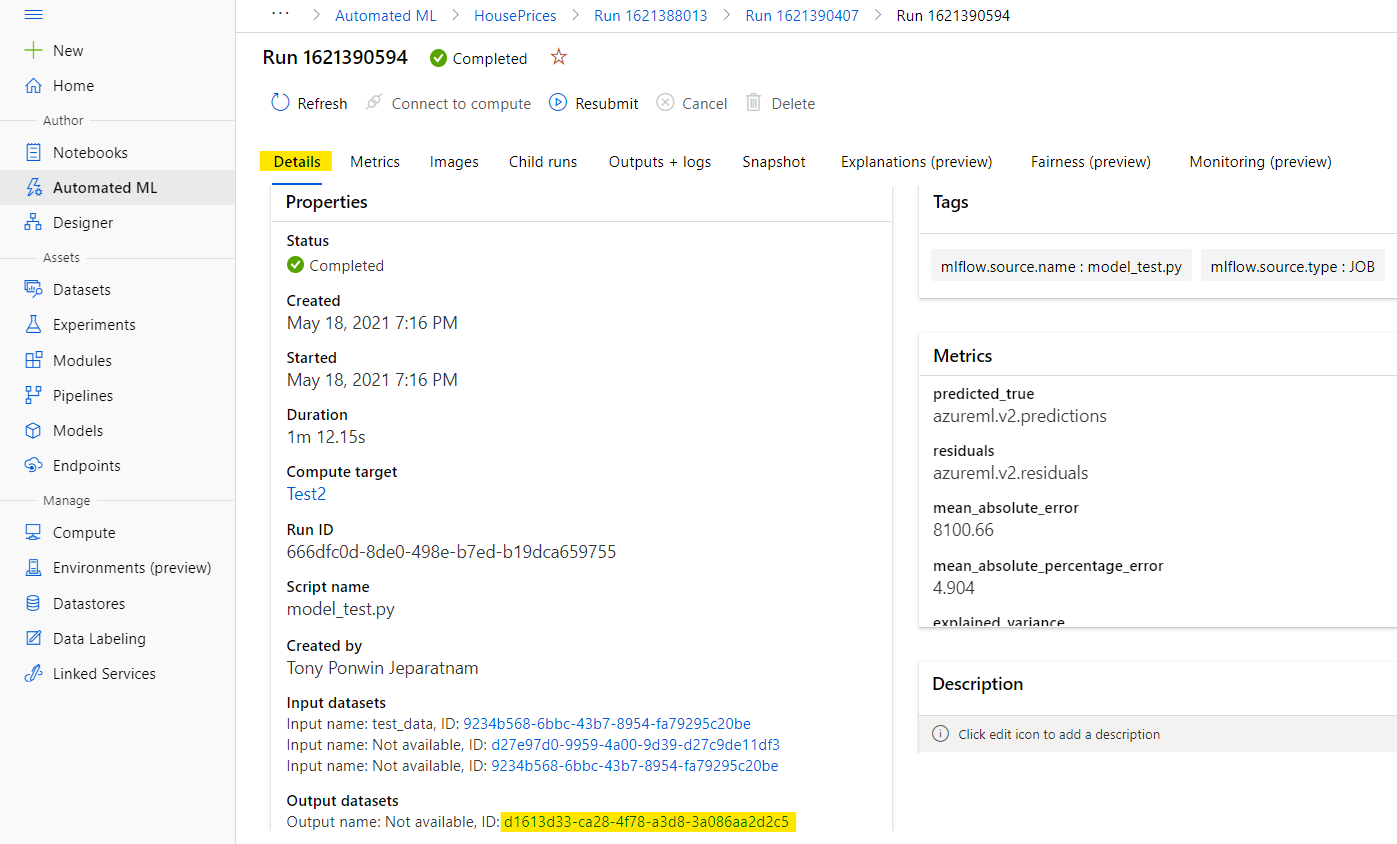 New
Home
Author
Notebooks
Automated ML
Designer
Assets
Datasets
Experiments
Modules
Pipelines
Models
Endpoints
Manage
Compute
Environments (preview)
Datastores
Data Labeling
Linked Services
... > Automated ML > HousePrices > Run 1621388013 > Run 1621390407 > Run 1621390594
Run 1621390594 Completed
Refresh Connect to compute Resubmit Cancel Delete
Details Metrics Images Child runs Outputs + logs Snapshot Explanations (preview) Fairness (preview) Monitoring (preview)
Properties
Status
Completed
Created
May 18, 2021 7:16 PM
Started
May 18, 2021 7:16 PM
Duration
1m 12.15s
Compute target
Test2
Run ID
666dfc0d-8de0-498e-b7ed-b19dca659755
Script name
model_test.py
Created by
Tony Ponwin Jeparatnam
Input datasets
Input name: test_data, ID: 9234b568-6bbc-43b7-8954-fa79295c20be
Input name: Not available, ID: d27e97d0-9959-4a00-9d39-d27c9de11df3
Input name: Not available, ID: 9234b568-6bbc-43b7-8954-fa79295c20be
Output datasets
Output name: Not available, ID: d1613d33-ca28-4f78-a3d8-3a086aa2d2c5
Tags
mlflow.source.name : model_test.py mlflow.source.type : JOB
Metrics
predicted_true
azureml.v2.predictions
residuals
azureml.v2.residuals
mean_absolute_error
8100.66
mean_absolute_percentage_error
4.904
explained_variance
Description
Click edit icon to add a description